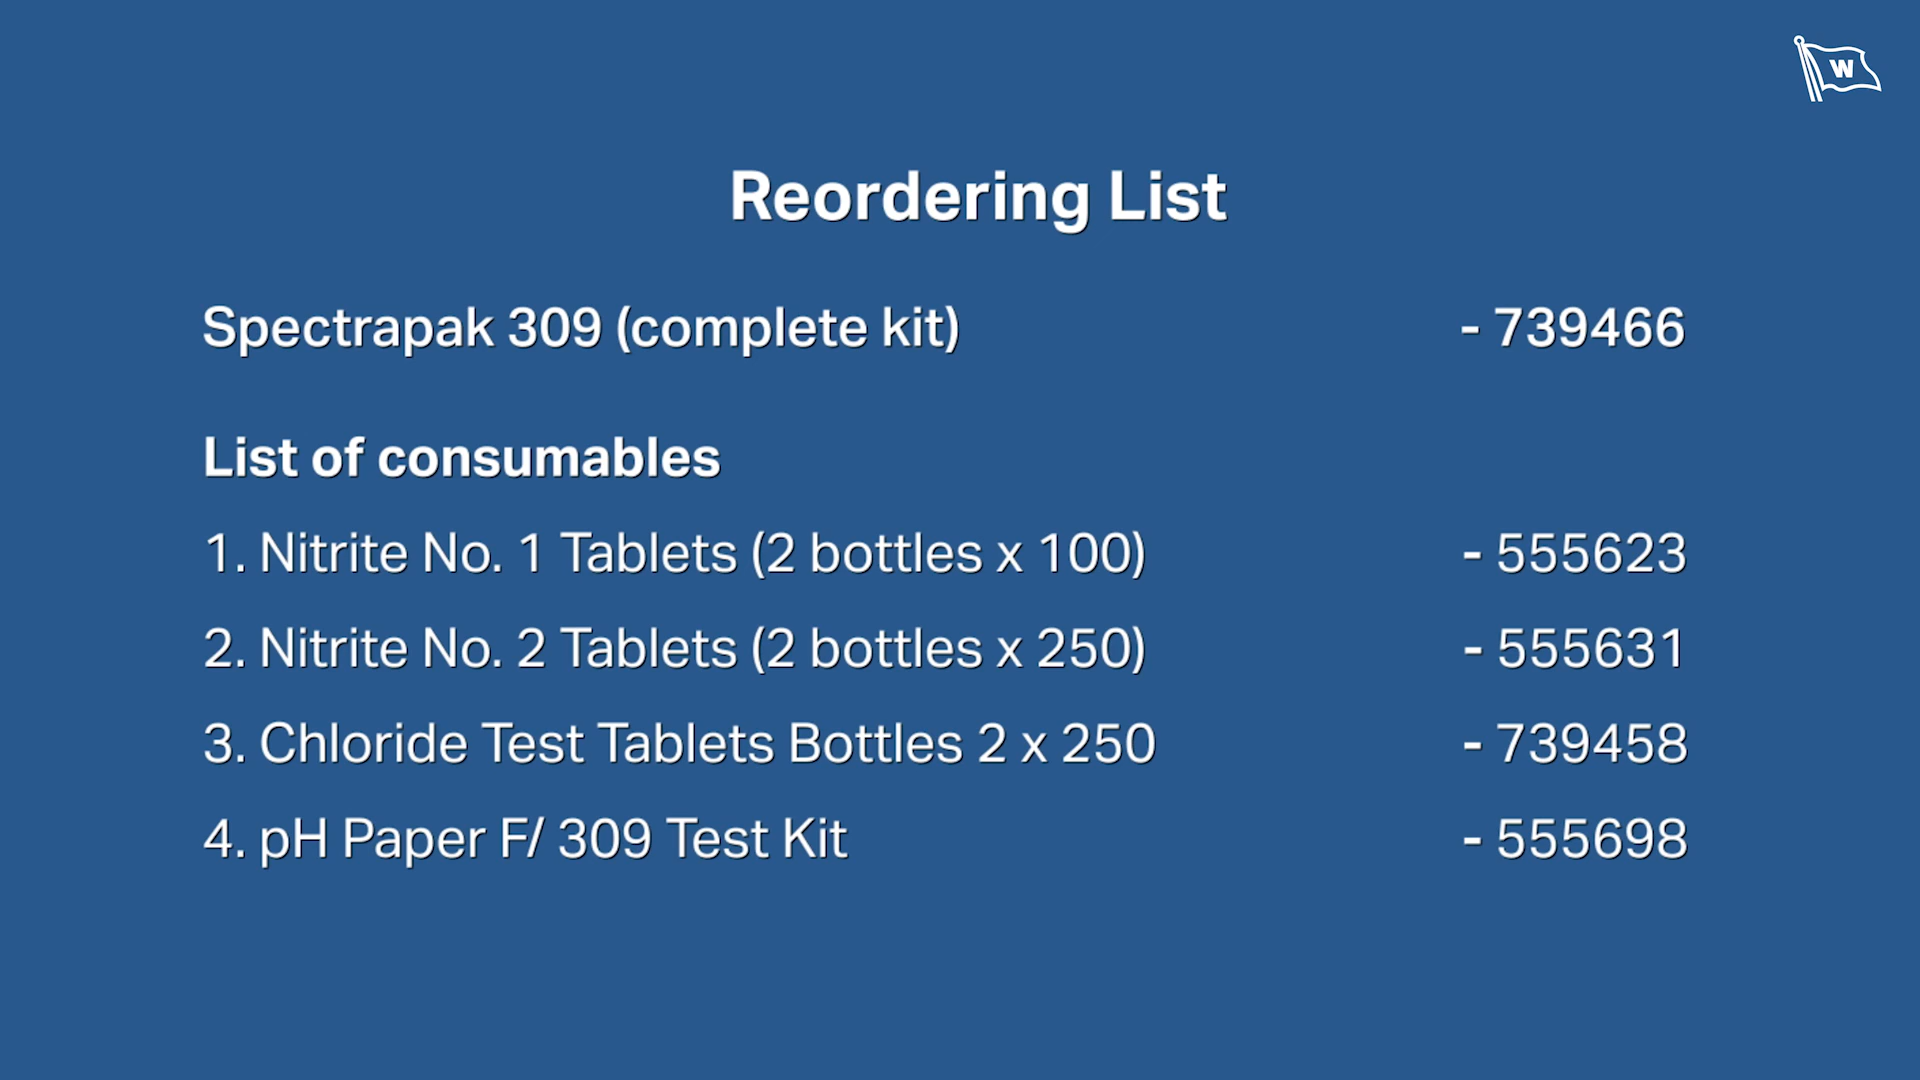 W
Reordering List
Spectrapak 309 (complete kit) - 739466
List of consumables
1. Nitrite No. 1 Tablets (2 bottles x 100) - 555623
2. Nitrite No. 2 Tablets (2 bottles x 250) - 555631
3. Chloride Test Tablets Bottles 2 x 250 - 739458
4. pH Paper F/ 309 Test Kit - 555698